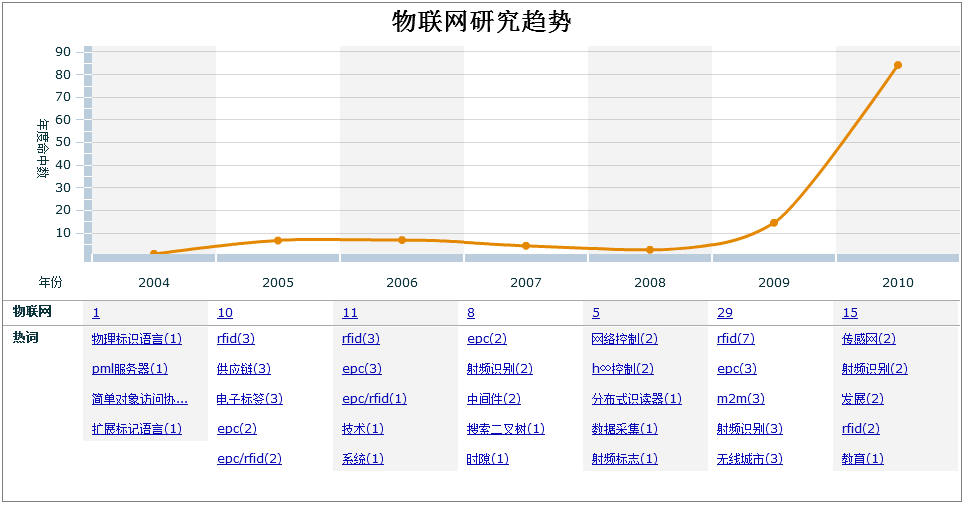 物联网研究趋势
年度命中数
90
80
70
60
50
40
30
20
10
年份 2004 2005 2006 2007 2008 2009 2010
物联网 1 10 11 8 5 29 15
热词 物理标识语言(1) rfid(3) rfid(3) epc(2) 网络控制(2) rfid(7) 传感网(2)
pml服务器(1) 供应链(3) epc(3) 射频识别(2) h∞控制(2) epc(3) 射频识别(2)
简单对象访问协... 电子标签(3) epc/rfid(1) 中间件(2) 分布式识读器(1) m2m(3) 发展(2)
扩展标记语言(1) epc(2) 技术(1) 搜索二叉树(1) 数据采集(1) 射频识别(3) rfid(2)
epc/rfid(2) 系统(1) 时隙(1) 射频标志(1) 无线城市(3) 教育(1)